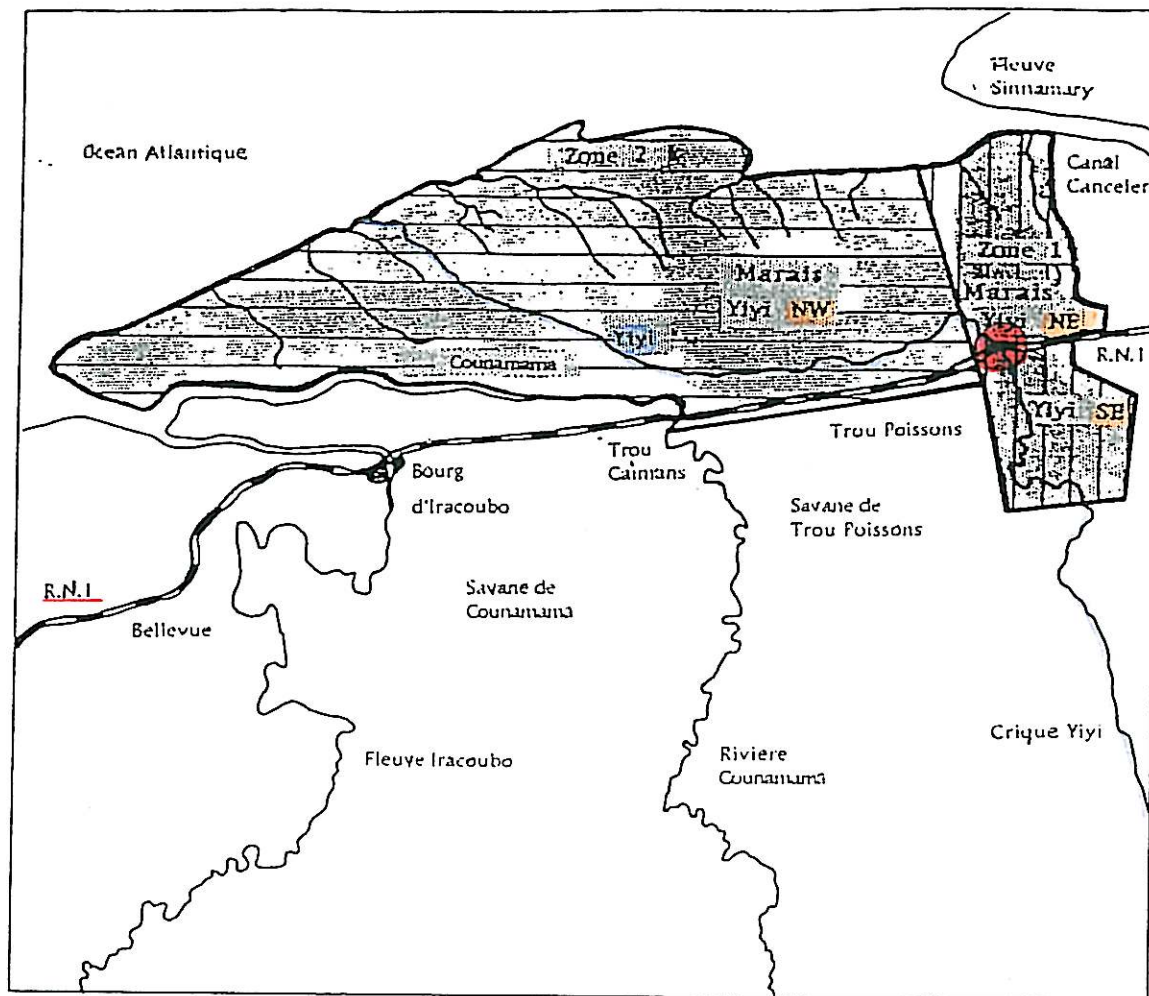 Fleuve
Sinnamary
Océan Atlantique
Zone 2
Canal
Canceler
Zone 1
Marais
Yiyi NW
Marais
Yiyi NE
Yiyi
R.N.1
Counamama
Yiyi SE
Trou Poissons
Trou
Caïmans
Bourg
d'Iracoubo
Savane de
Trou Poissons
R.N.1
Savane de
Counamama
Bellevue
Crique Yiyi
Fleuve Iracoubo
Rivière
Counamama